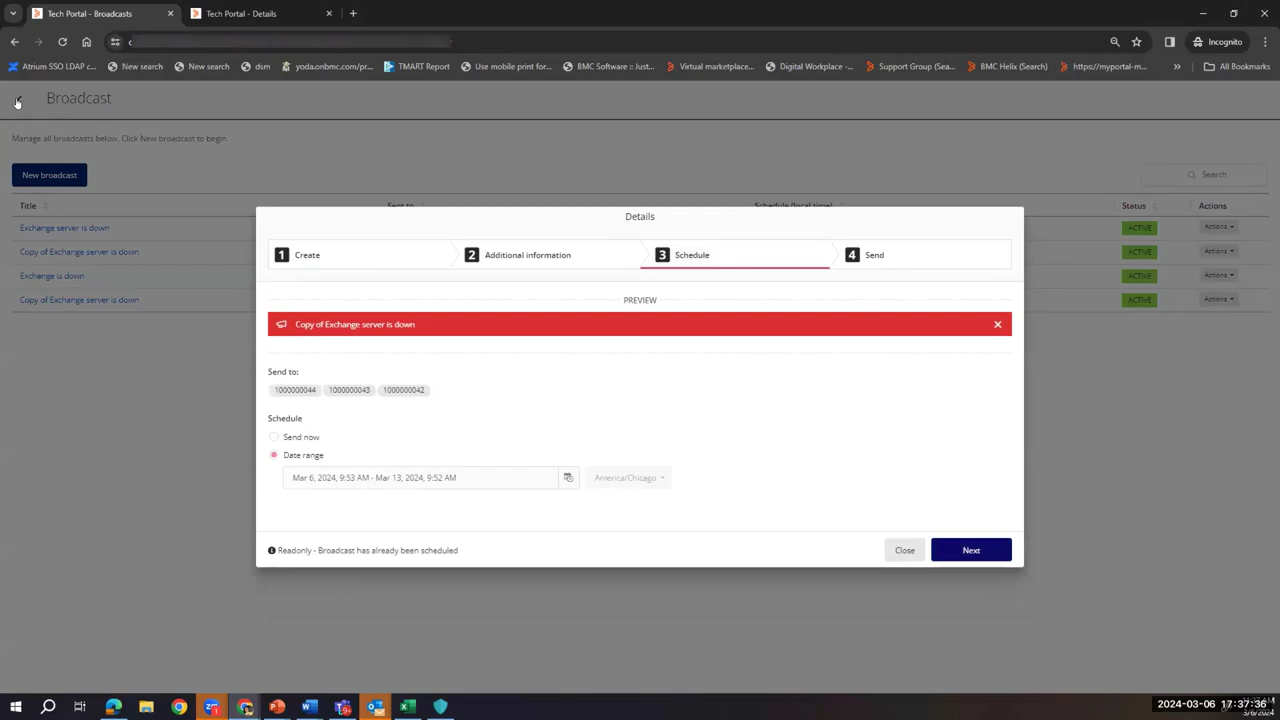 Tech Portal - Broadcasts
Tech Portal - Details
Incognito
Atrium SSO LDAP c...
New search
New search
dsm
yoda.onbmc.com/pr...
TMART Report
Use mobile print for...
BMC Software :: Just...
Virtual marketplace...
Digital Workplace -...
Support Group (Sea...
BMC Helix (Search)
https://myportal-m...
All Bookmarks
Broadcast
Manage all broadcasts below. Click New broadcast to begin
New broadcast
Search
Title
Sent to
Schedule (local time)
Status
Actions
Exchange server is down
ACTIVE
Actions
Copy of Exchange server is down
ACTIVE
Actions
Exchange is down
ACTIVE
Actions
Copy of Exchange server is down
ACTIVE
Actions
Details
1 Create
2 Additional information
3 Schedule
4 Send
PREVIEW
Copy of Exchange server is down
Send to:
1000000044 1000000043 1000000042
Schedule
Send now
Date range
Mar 6, 2024, 9:53 AM - Mar 13, 2024, 9:52 AM
America/Chicago
Readonly - Broadcast has already been scheduled
Close
Next
2024-03-06 17:37:36
3/6/2024